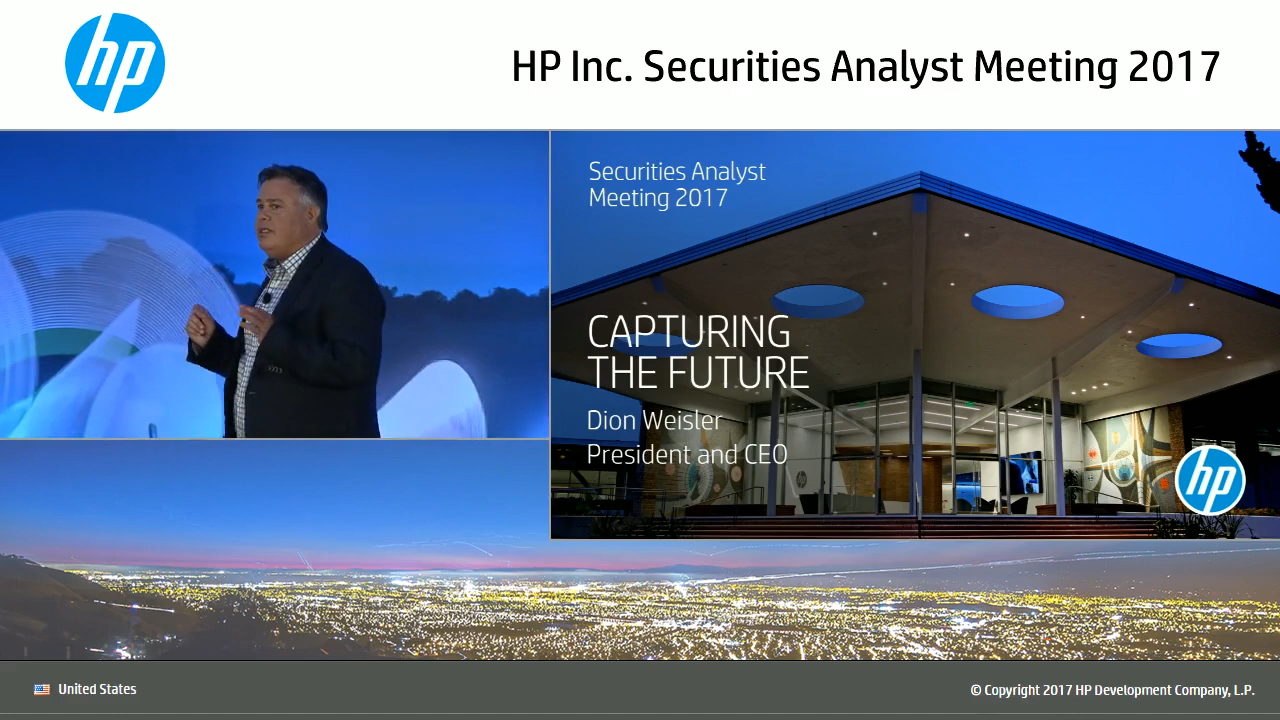 hp
HP Inc. Securities Analyst Meeting 2017
Securities Analyst
Meeting 2017
CAPTURING
THE FUTURE
Dion Weisler
President and CEO
hp
United States
© Copyright 2017 HP Development Company, L.P.